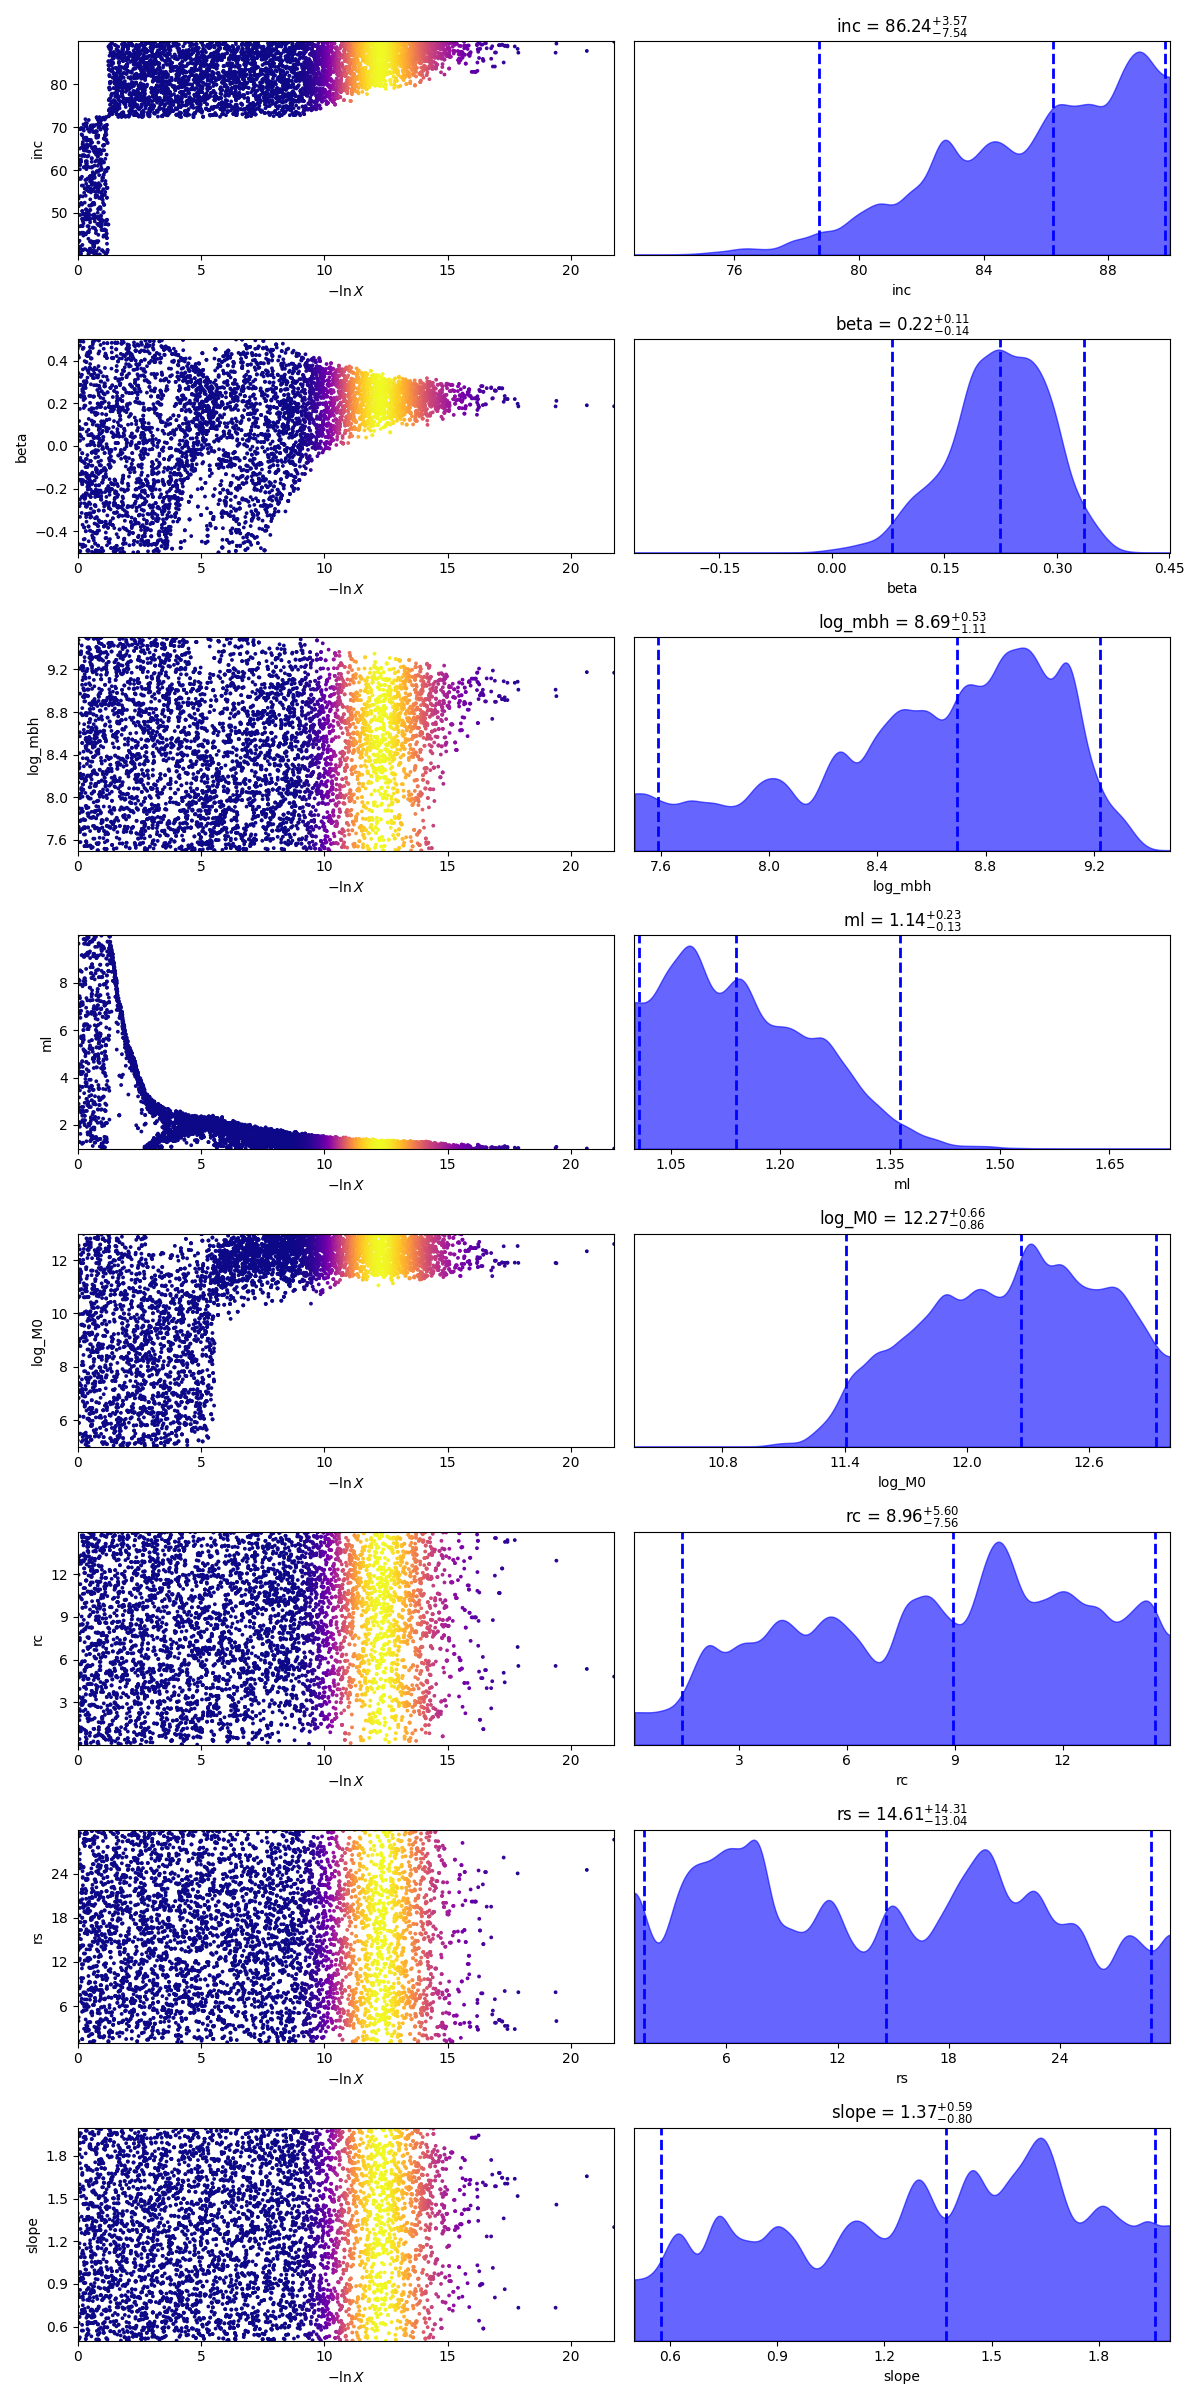 inc = 86.24+3.57−7.54
80
70
60
50
inc
0 5 10 15 20
−ln X
76 80 84 88
inc
beta = 0.22+0.11−0.14
0.4
0.2
0.0
−0.2
−0.4
beta
0 5 10 15 20
−ln X
−0.15 0.00 0.15 0.30 0.45
beta
log_mbh = 8.69+0.53−1.11
9.2
8.8
8.4
8.0
7.6
log_mbh
0 5 10 15 20
−ln X
7.6 8.0 8.4 8.8 9.2
log_mbh
ml = 1.14+0.23−0.13
8
6
4
2
ml
0 5 10 15 20
−ln X
1.05 1.20 1.35 1.50 1.65
ml
log_M0 = 12.27+0.66−0.86
12
10
8
6
log_M0
0 5 10 15 20
−ln X
10.8 11.4 12.0 12.6
log_M0
rc = 8.96+5.60−7.56
12
9
6
3
rc
0 5 10 15 20
−ln X
3 6 9 12
rc
rs = 14.61+14.31−13.04
24
18
12
6
rs
0 5 10 15 20
−ln X
6 12 18 24
rs
slope = 1.37+0.59−0.80
1.8
1.5
1.2
0.9
0.6
slope
0 5 10 15 20
−ln X
0.6 0.9 1.2 1.5 1.8
slope